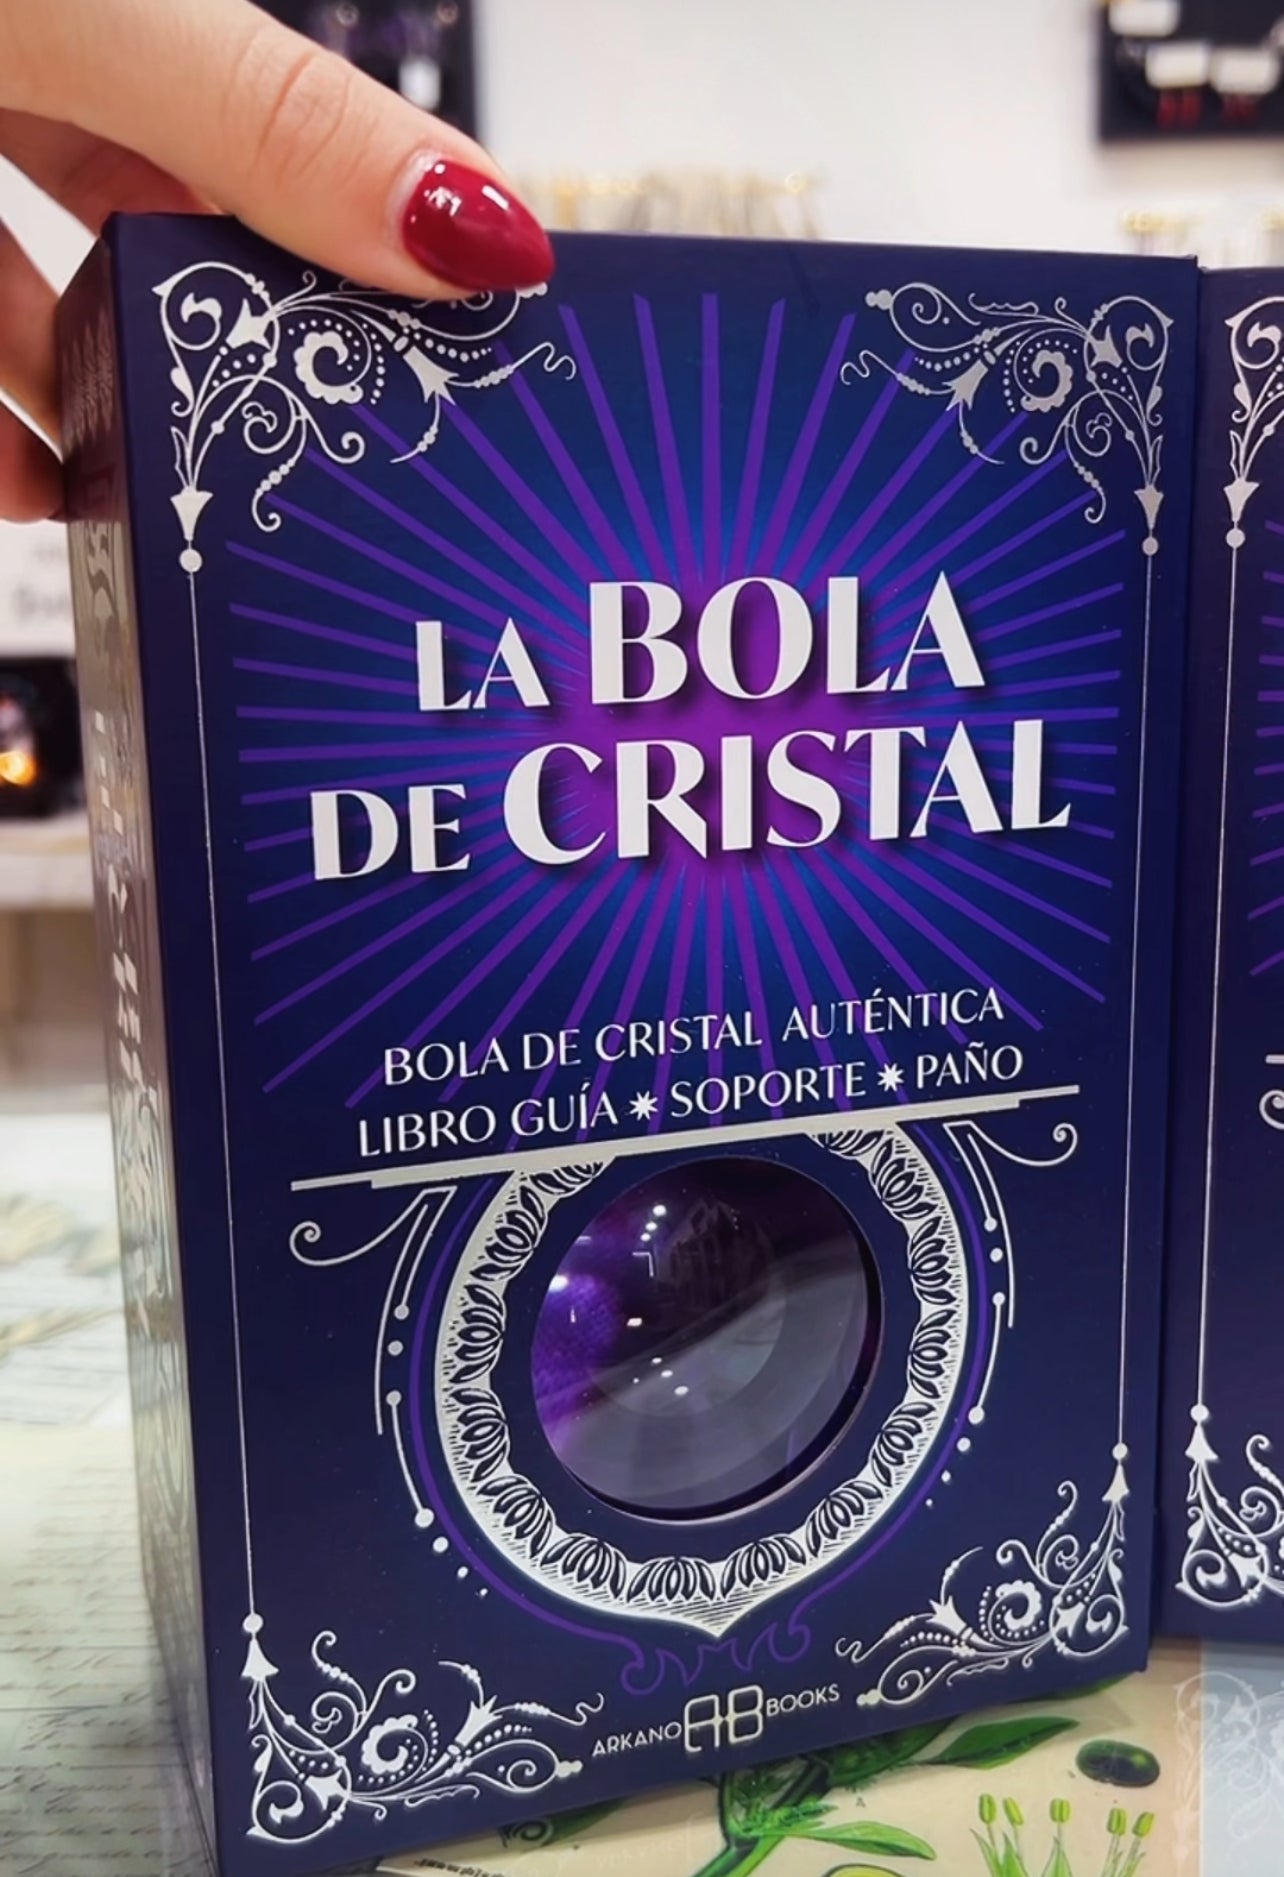 LA BOLA
DE CRISTAL
BOLA DE CRISTAL AUTÉNTICA
LIBRO GUÍA ✷ SOPORTE ✷ PAÑO
ARKANO AB BOOKS